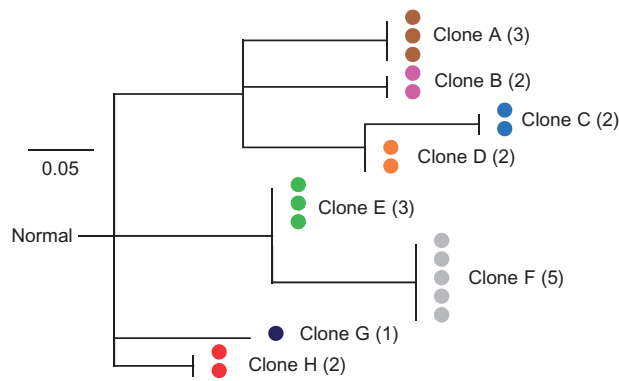 Clone A (3)
Clone B (2)
Clone C (2)
Clone D (2)
0.05
Clone E (3)
Normal
Clone F (5)
Clone G (1)
Clone H (2)